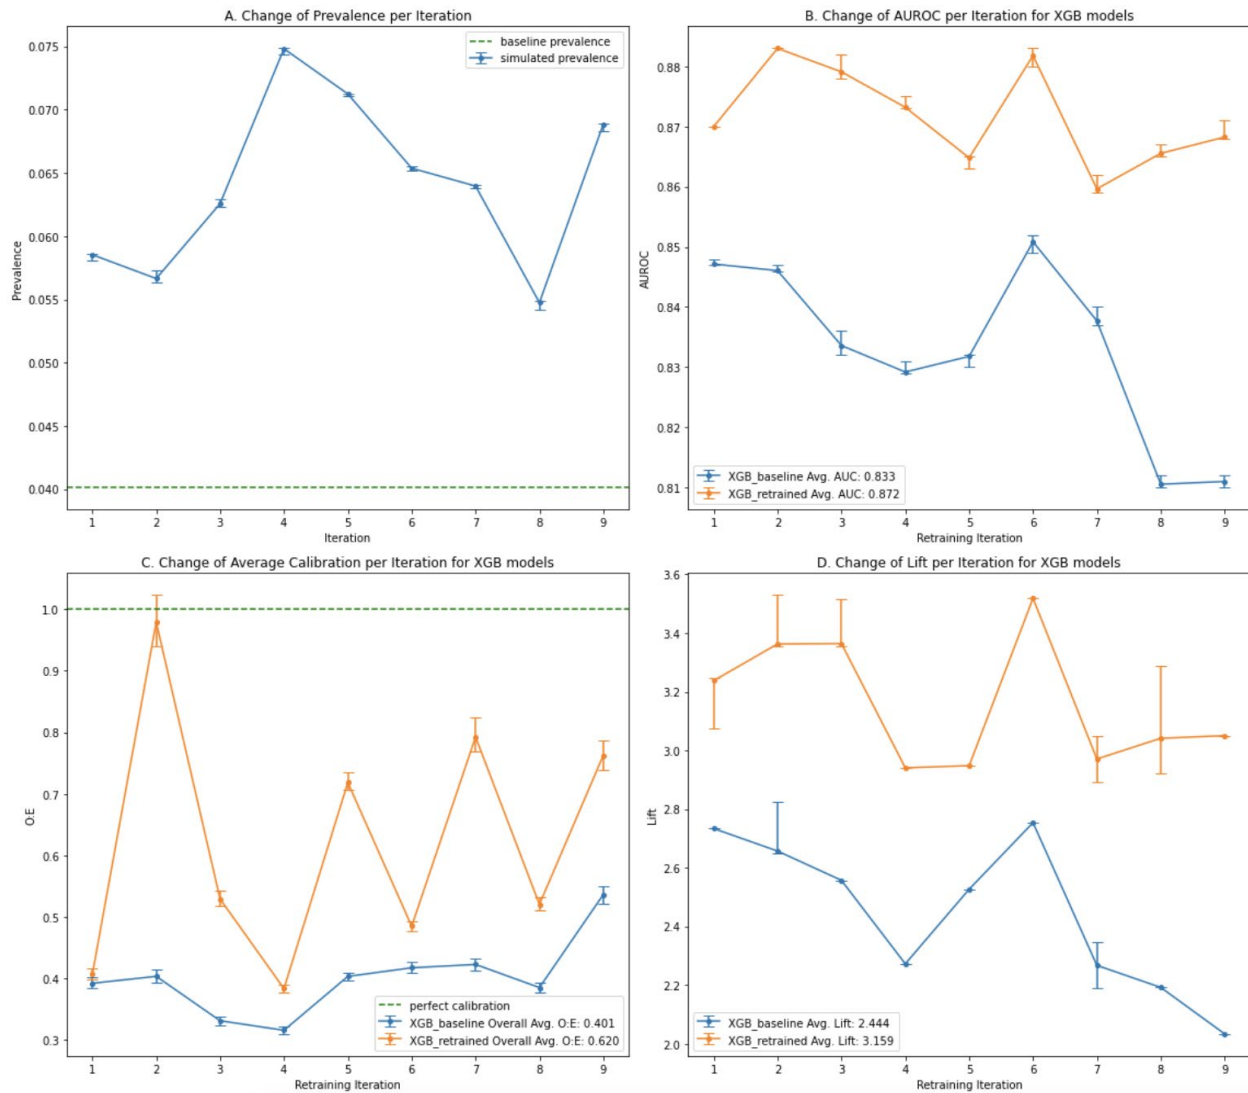 A. Change of Prevalence per Iteration
0.075
0.070
0.065
0.060
0.055
0.050
0.045
0.040
Prevalence
baseline prevalence
simulated prevalence
1 2 3 4 5 6 7 8 9
Iteration
B. Change of AUROC per Iteration for XGB models
0.88
0.87
0.86
0.85
0.84
0.83
0.82
0.81
AUROC
XGB_baseline Avg. AUC: 0.833
XGB_retrained Avg. AUC: 0.872
1 2 3 4 5 6 7 8 9
Retraining Iteration
C. Change of Average Calibration per Iteration for XGB models
1.0
0.9
0.8
0.7
0.6
0.5
0.4
0.3
O:E
perfect calibration
XGB_baseline Overall Avg. O:E: 0.401
XGB_retrained Overall Avg. O:E: 0.620
1 2 3 4 5 6 7 8 9
Retraining Iteration
D. Change of Lift per Iteration for XGB models
3.6
3.4
3.2
3.0
2.8
2.6
2.4
2.2
2.0
Lift
XGB_baseline Avg. Lift: 2.444
XGB_retrained Avg. Lift: 3.159
1 2 3 4 5 6 7 8 9
Retraining Iteration